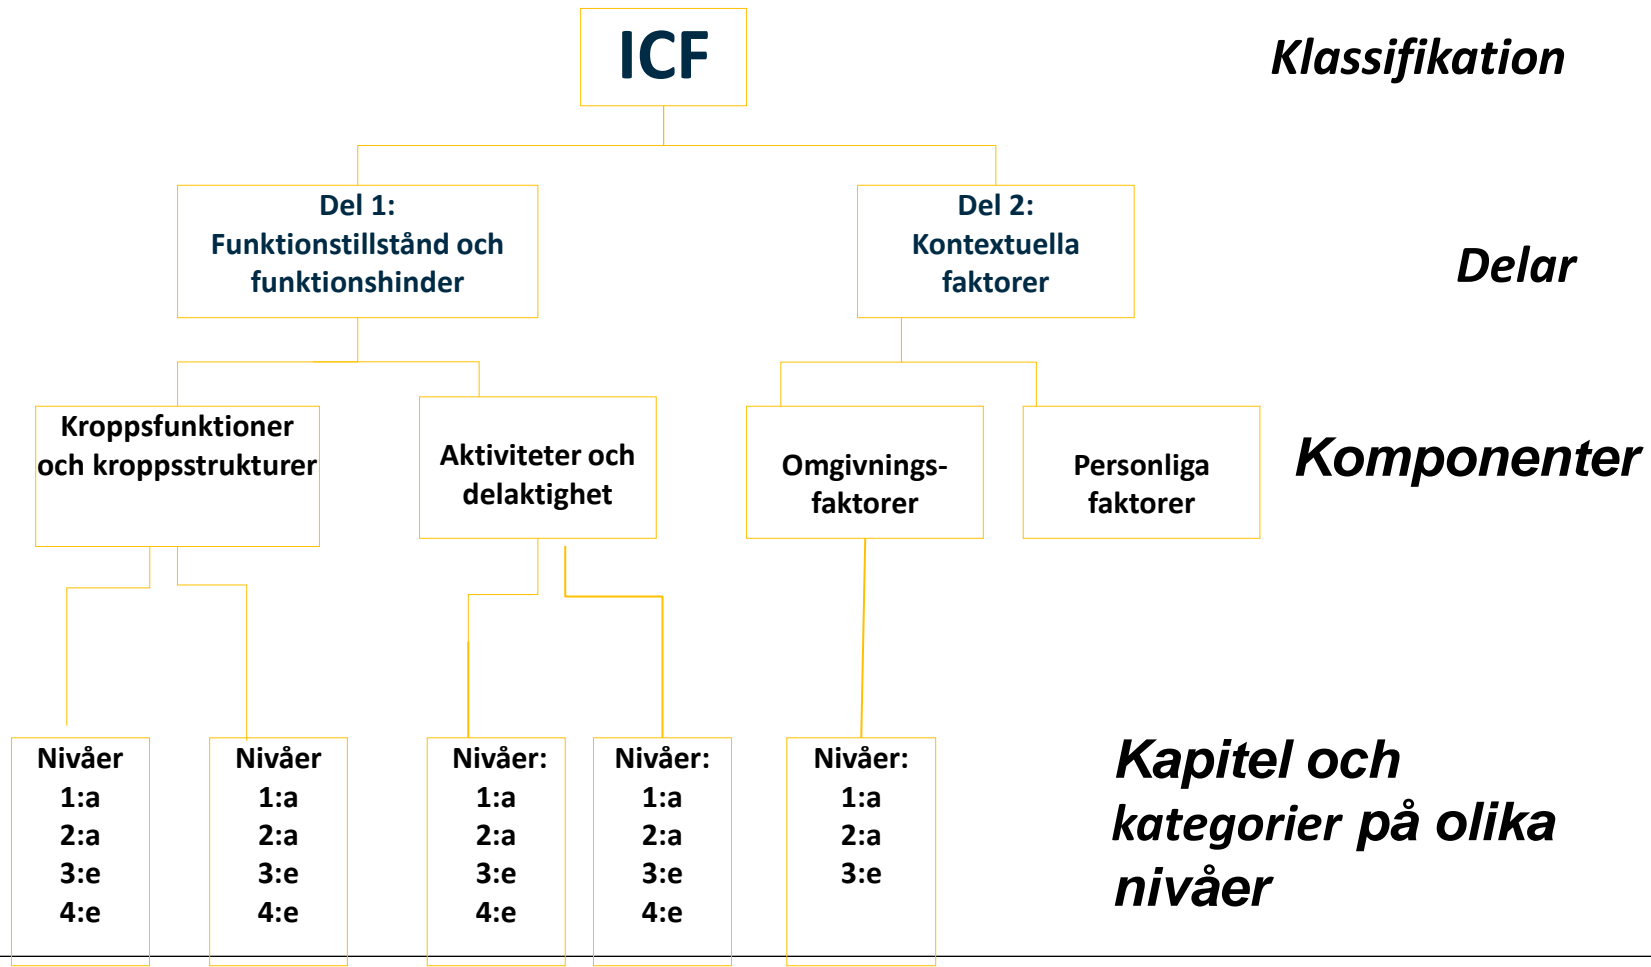 ICF
Klassifikation
Del 1:
Funktionstillstånd och
funktionshinder
Del 2:
Kontextuella
faktorer
Delar
Kroppsfunktioner
och kroppsstrukturer
Aktiviteter och
delaktighet
Omgivnings-
faktorer
Personliga
faktorer
Komponenter
Nivåer
1:a
2:a
3:e
4:e
Nivåer
1:a
2:a
3:e
4:e
Nivåer:
1:a
2:a
3:e
4:e
Nivåer:
1:a
2:a
3:e
4:e
Nivåer:
1:a
2:a
3:e
Kapitel och
kategorier på olika
nivåer